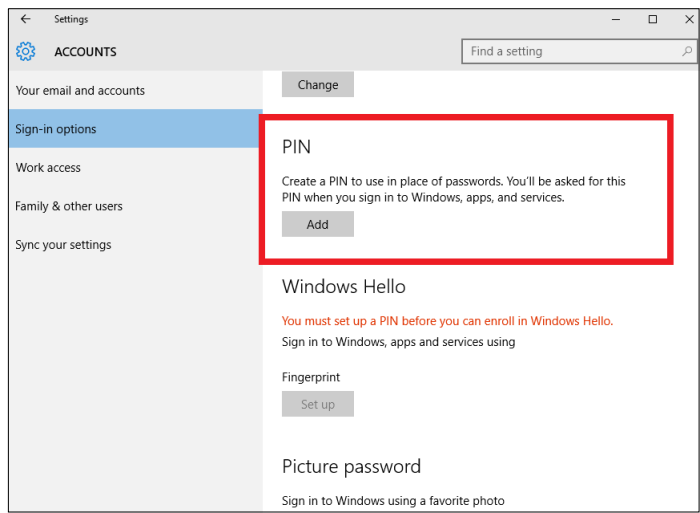 Settings
ACCOUNTS
Find a setting
Your email and accounts
Sign-in options
Work access
Family & other users
Sync your settings
Change
PIN
Create a PIN to use in place of passwords. You'll be asked for this
PIN when you sign in to Windows, apps, and services.
Add
Windows Hello
You must set up a PIN before you can enroll in Windows Hello.
Sign in to Windows, apps and services using
Fingerprint
Set up
Picture password
Sign in to Windows using a favorite photo